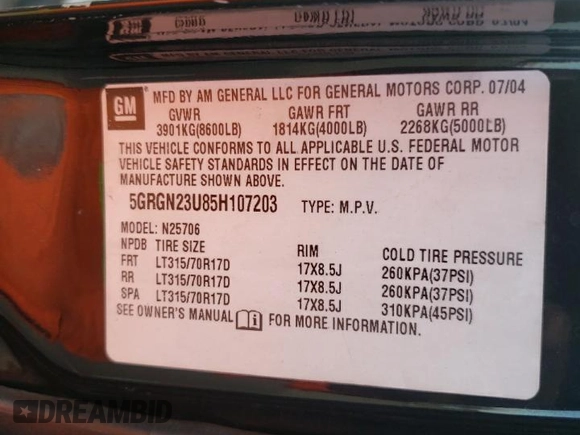 GM
MFD BY AM GENERAL LLC FOR GENERAL MOTORS CORP. 07/04
GVWR GAWR FRT GAWR RR
3901KG(8600LB) 1814KG(4000LB) 2268KG(5000LB)
THIS VEHICLE CONFORMS TO ALL APPLICABLE U.S. FEDERAL MOTOR
VEHICLE SAFETY STANDARDS IN EFFECT ON THE DATE OF
MANUFACTURE SHOWN ABOVE.
5GRGN23U85H107203 TYPE: M.P.V.
MODEL: N25706
NPDB TIRE SIZE RIM COLD TIRE PRESSURE
FRT LT315/70R17D 17X8.5J 260KPA(37PSI)
RR LT315/70R17D 17X8.5J 260KPA(37PSI)
SPA LT315/70R17D 17X8.5J 310KPA(45PSI)
SEE OWNER'S MANUAL FOR MORE INFORMATION.
DREAMBID